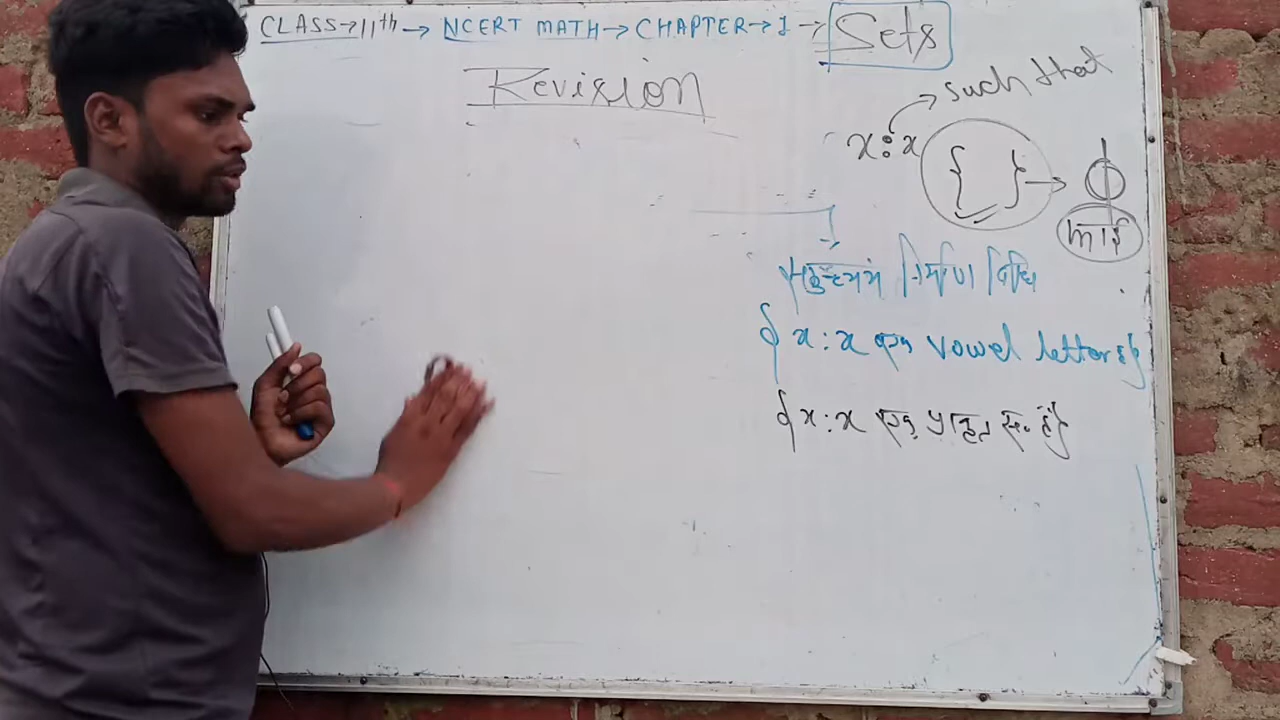 CLASS→11th → NCERT MATH → CHAPTER→1 → Sets
Revision
such that
x : x { } → ϕ
निर्माण विधि
{ x : x एक vowel letter है }
{ x : x एक प्राकृत सं. है }